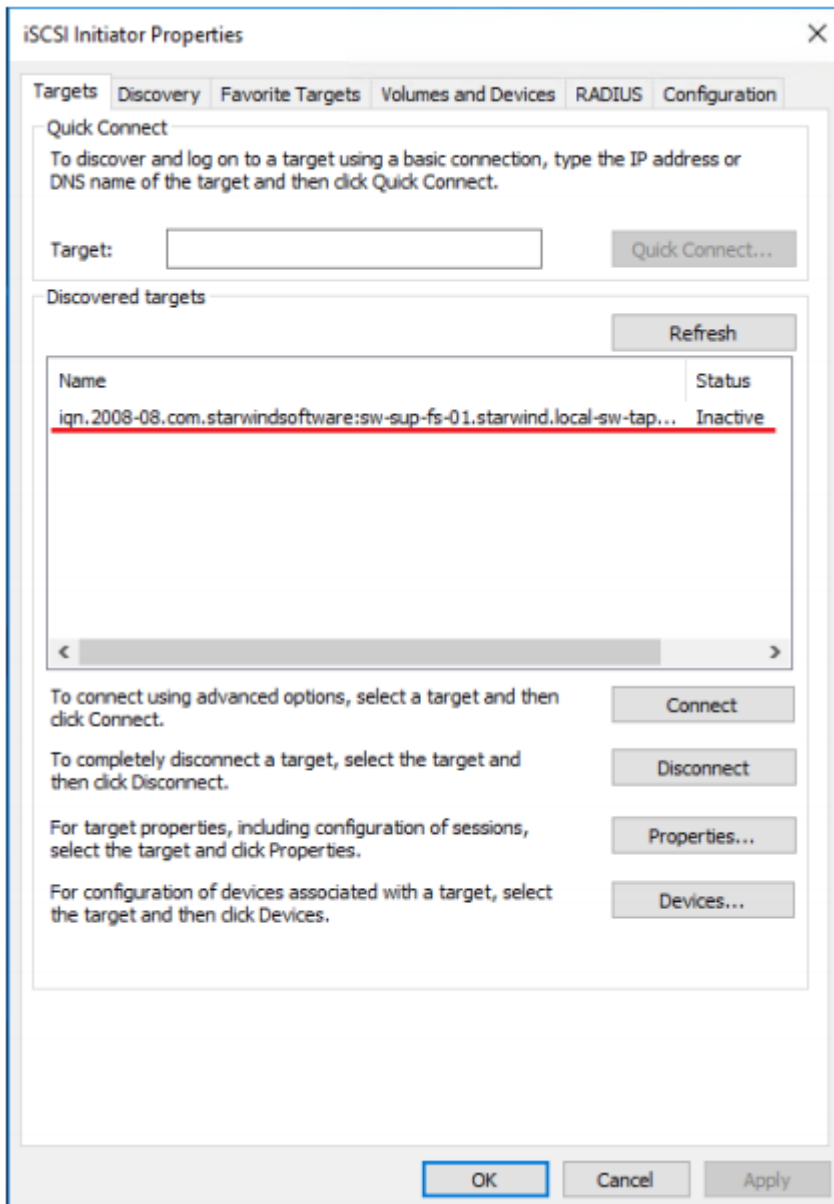 iSCSI Initiator Properties
Targets Discovery Favorite Targets Volumes and Devices RADIUS Configuration
Quick Connect
To discover and log on to a target using a basic connection, type the IP address or
DNS name of the target and then click Quick Connect.
Target:
Quick Connect...
Discovered targets
Refresh
Name Status
iqn.2008-08.com.starwindsoftware:sw-sup-fs-01.starwind.local-sw-tap... Inactive
To connect using advanced options, select a target and then
click Connect.
Connect
To completely disconnect a target, select the target and
then click Disconnect.
Disconnect
For target properties, including configuration of sessions,
select the target and click Properties.
Properties...
For configuration of devices associated with a target, select
the target and then click Devices.
Devices...
OK Cancel Apply